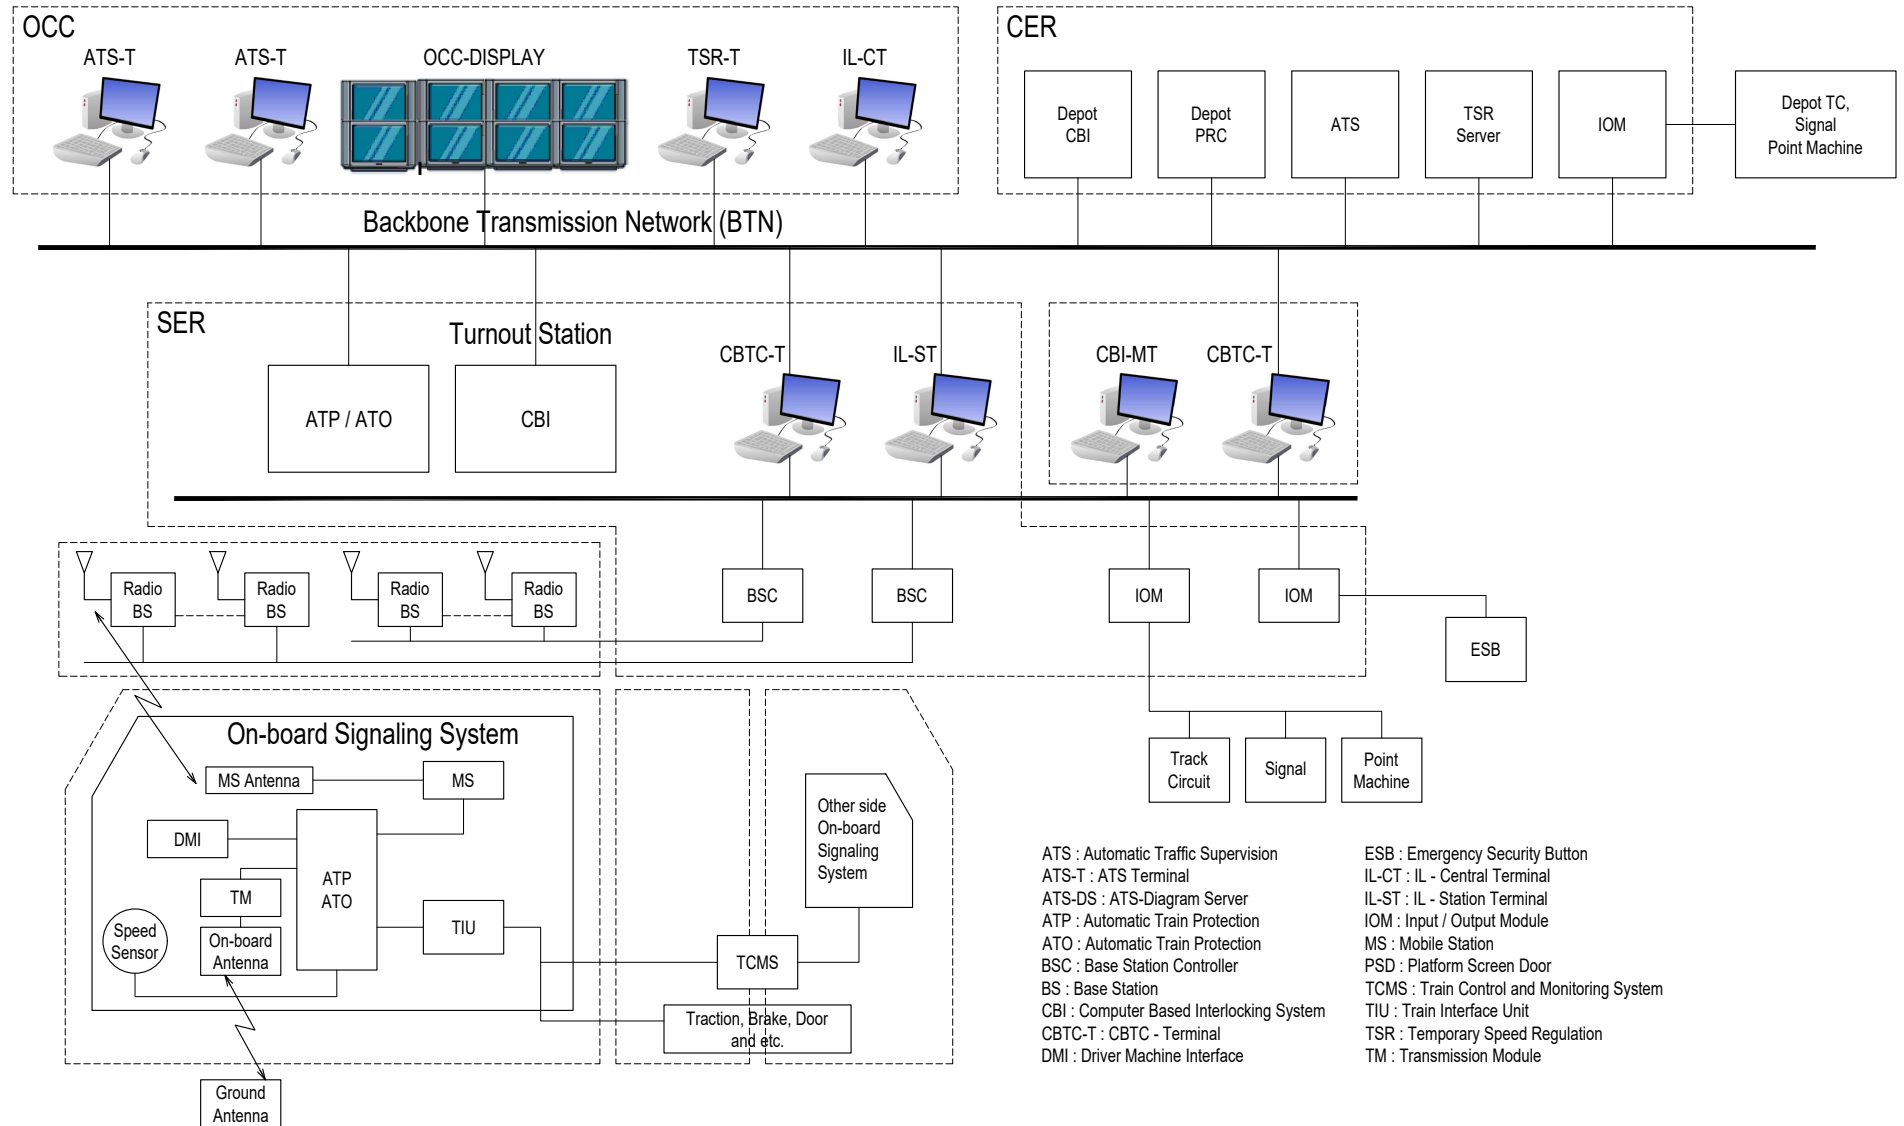 OCC
ATS-T
ATS-T
OCC-DISPLAY
TSR-T
IL-CT
CER
Depot
CBI
Depot
PRC
ATS
TSR
Server
IOM
Depot TC,
Signal
Point Machine
Backbone Transmission Network (BTN)
SER
Turnout Station
ATP / ATO
CBI
CBTC-T
IL-ST
CBI-MT
CBTC-T
Radio
BS
Radio
BS
Radio
BS
Radio
BS
BSC
BSC
IOM
IOM
ESB
On-board Signaling System
MS Antenna
MS
DMI
ATP
ATO
TM
Speed
Sensor
On-board
Antenna
TIU
TCMS
Traction, Brake, Door
and etc.
Other side
On-board
Signaling
System
Ground
Antenna
Track
Circuit
Signal
Point
Machine
ATS : Automatic Traffic Supervision
ATS-T : ATS Terminal
ATS-DS : ATS-Diagram Server
ATP : Automatic Train Protection
ATO : Automatic Train Protection
BSC : Base Station Controller
BS : Base Station
CBI : Computer Based Interlocking System
CBTC-T : CBTC - Terminal
DMI : Driver Machine Interface
ESB : Emergency Security Button
IL-CT : IL - Central Terminal
IL-ST : IL - Station Terminal
IOM : Input / Output Module
MS : Mobile Station
PSD : Platform Screen Door
TCMS : Train Control and Monitoring System
TIU : Train Interface Unit
TSR : Temporary Speed Regulation
TM : Transmission Module